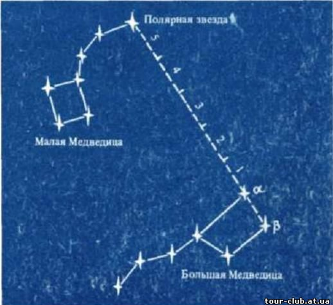 Полярная звезда
5
4
3
2
1
Малая Медведица
α
β
Большая Медведица
tour-club.at.ua